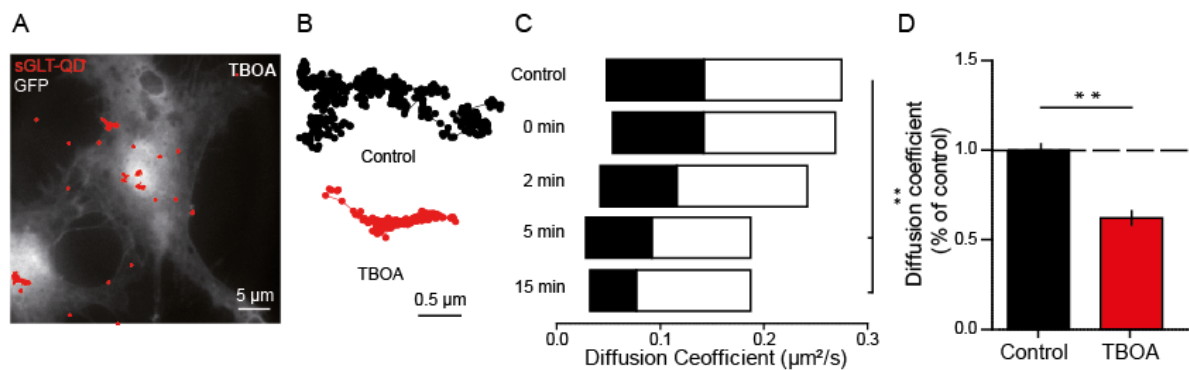 A
sGLT-QD
GFP
TBOA
5 µm
B
Control
TBOA
0.5 µm
C
Control
0 min
2 min
5 min
15 min
**
0.0
0.1
0.2
0.3
Diffusion Ceofficient (µm²/s)
D
Diffusion coefficient
(% of control)
1.5
1.0
0.5
0.0
**
Control
TBOA